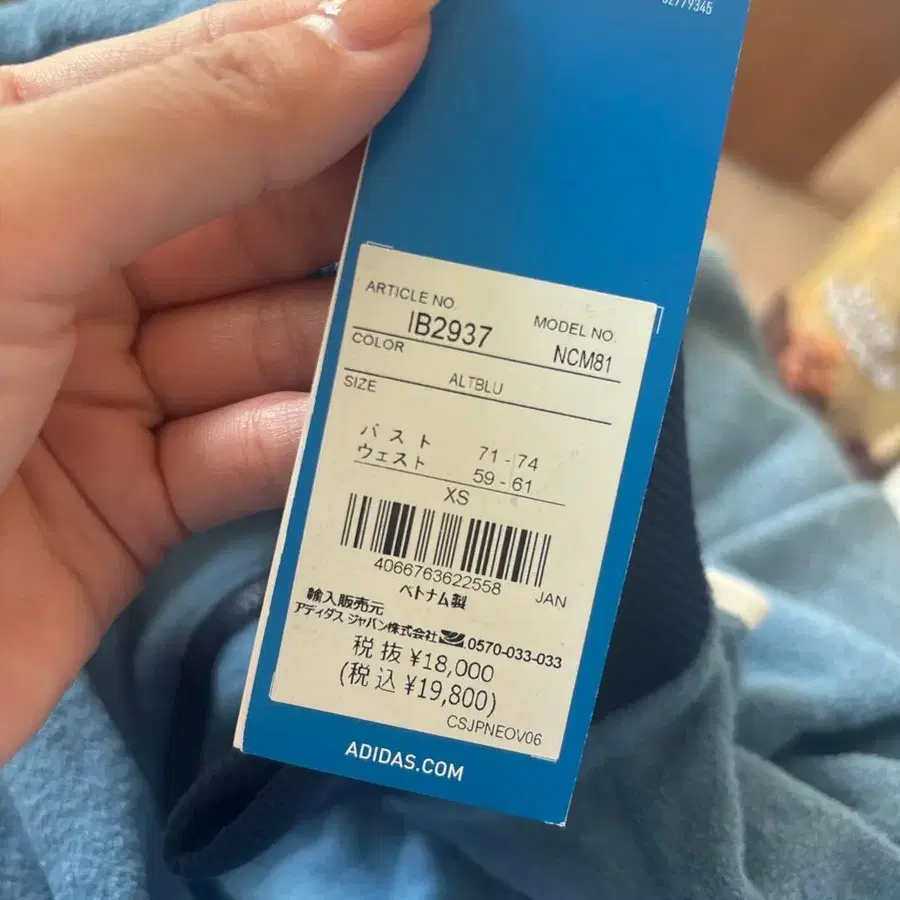 02779345
ARTICLE NO.
MODEL NO.
IB2937
NCM81
COLOR
ALTBLU
SIZE
バスト 71 - 74
ウェスト 59 - 61
XS
4066763622558 JAN
ベトナム製
輸入販売元
アディダス ジャパン株式会社 0570-033-033
税抜 ¥18,000
(税込 ¥19,800)
CSJPNEOV06
ADIDAS.COM